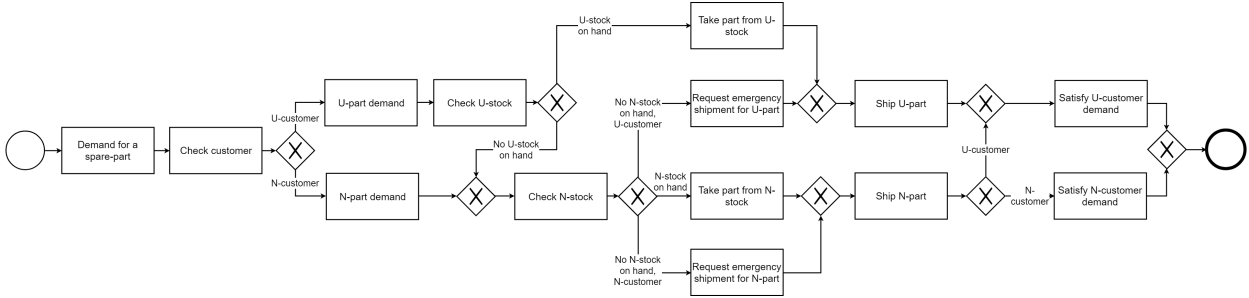 Demand for a
spare-part
Check customer
U-customer
N-customer
U-part demand
Check U-stock
U-stock
on hand
No U-stock
on hand
N-part demand
Check N-stock
No N-stock
on hand,
U-customer
N-stock
on hand
No N-stock
on hand,
N-customer
Take part from U-
stock
Request emergency
shipment for U-part
Take part from N-
stock
Request emergency
shipment for N-part
Ship U-part
Ship N-part
U-customer
N-
customer
Satisfy U-customer
demand
Satisfy N-customer
demand